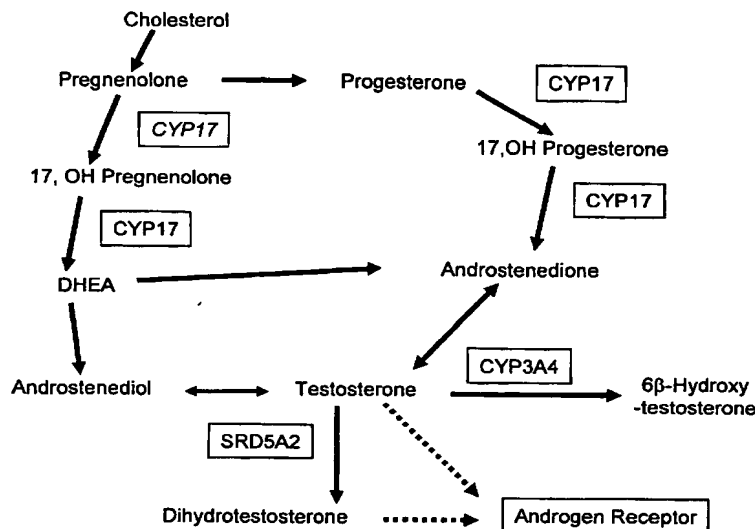 Cholesterol
Pregnenolone
Progesterone
CYP17
CYP17
17, OH Pregnenolone
17,OH Progesterone
CYP17
CYP17
DHEA
Androstenedione
Androstenediol
Testosterone
CYP3A4
6β-Hydroxy
-testosterone
SRD5A2
Dihydrotestosterone
Androgen Receptor